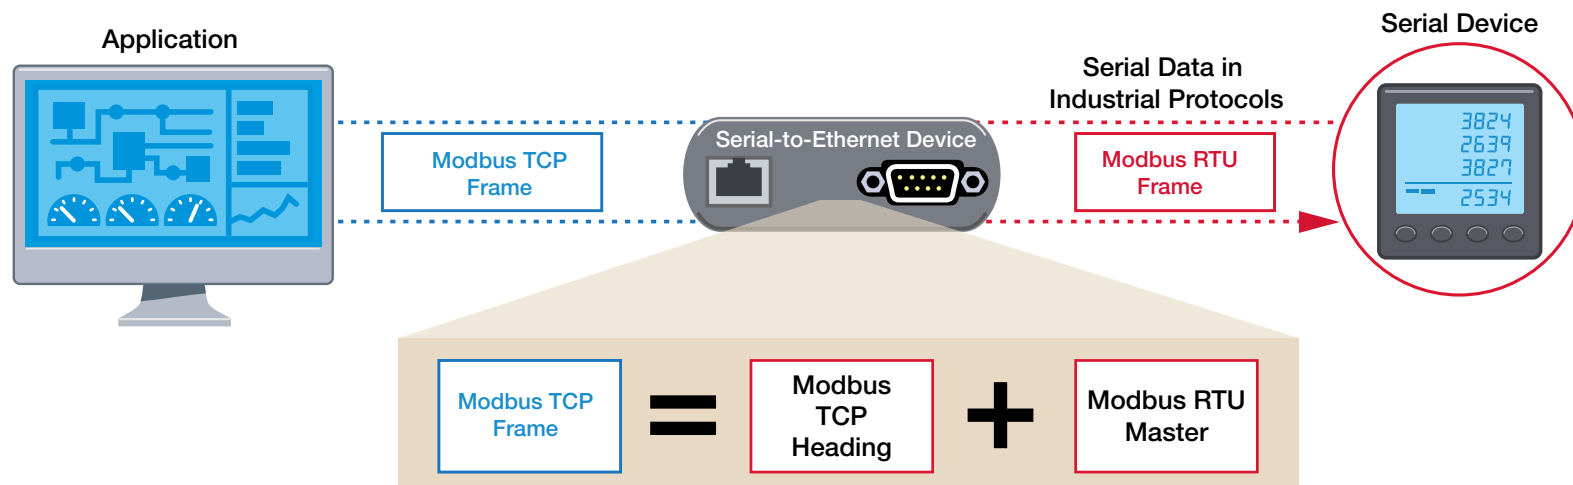 Application
Serial Device
Serial Data in
Industrial Protocols
Modbus TCP
Frame
Serial-to-Ethernet Device
Modbus RTU
Frame
3824
2639
3827
2534
Modbus TCP
Frame
=
Modbus
TCP
Heading
+
Modbus RTU
Master